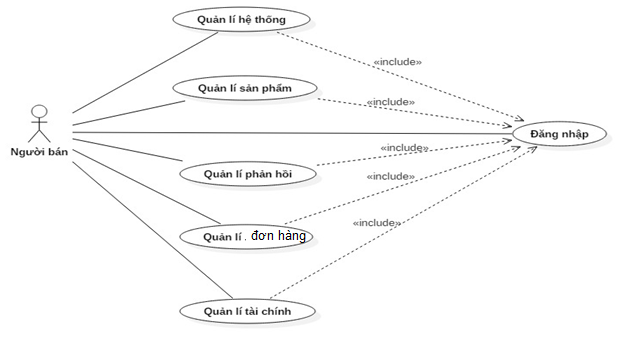 Quản lí hệ thông
«include»
Quản lí sản phẩm
«include»
Người bán
Đăng nhập
«include»
Quản lí phản hồi
«include»
Quản lí . đơn hàng
«include»
Quản lí tài chính